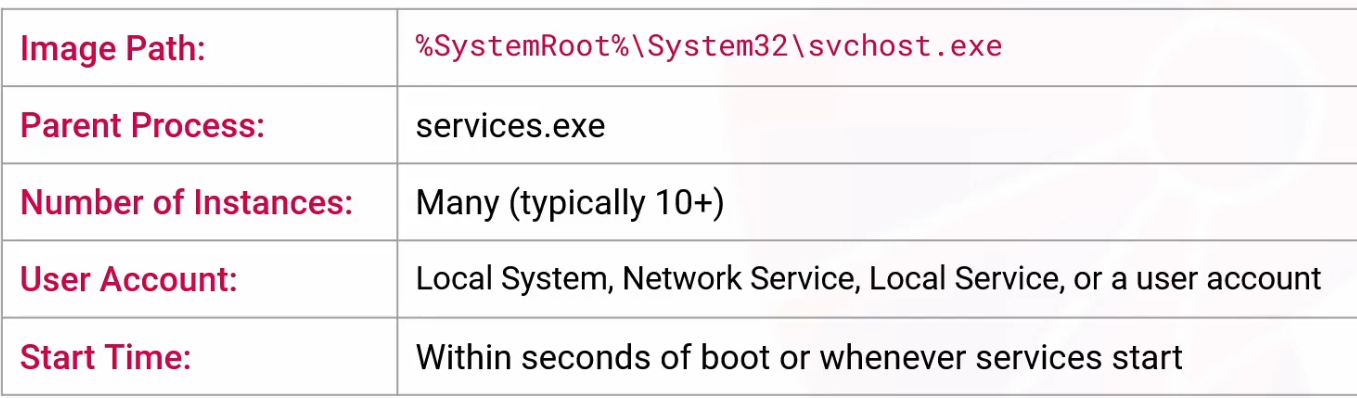 Image Path: %SystemRoot%\System32\svchost.exe
Parent Process: services.exe
Number of Instances: Many (typically 10+)
User Account: Local System, Network Service, Local Service, or a user account
Start Time: Within seconds of boot or whenever services start